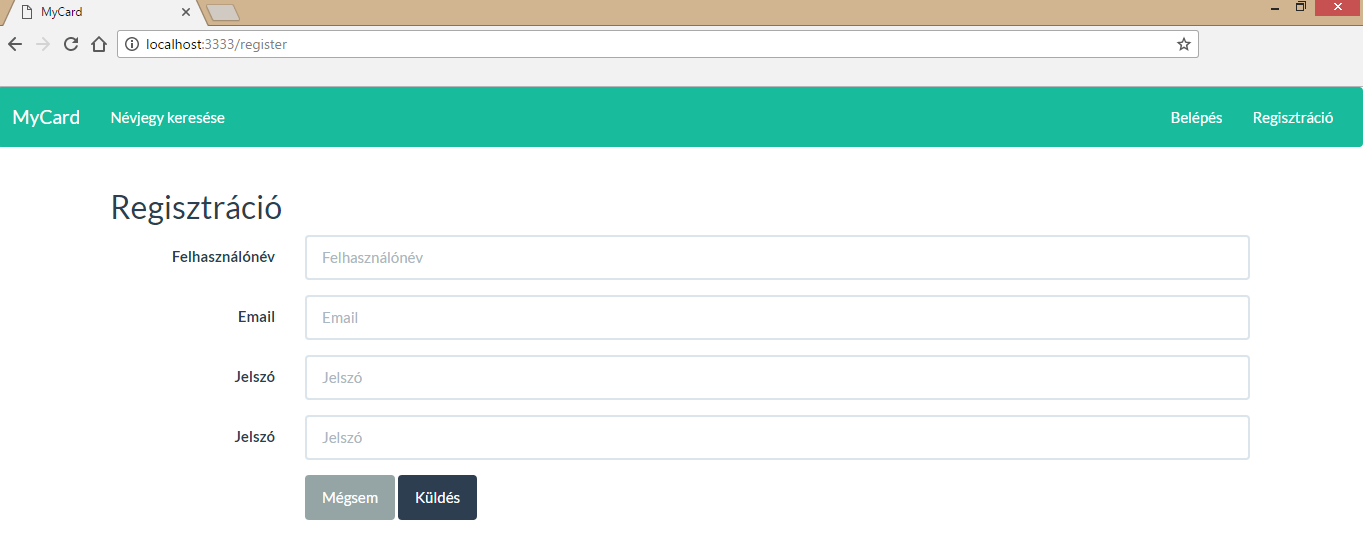 MyCard
localhost:3333/register
MyCard Névjegy keresése Belépés Regisztráció
Regisztráció
Felhasználónév Felhasználónév
Email Email
Jelszó Jelszó
Jelszó Jelszó
Mégsem Küldés